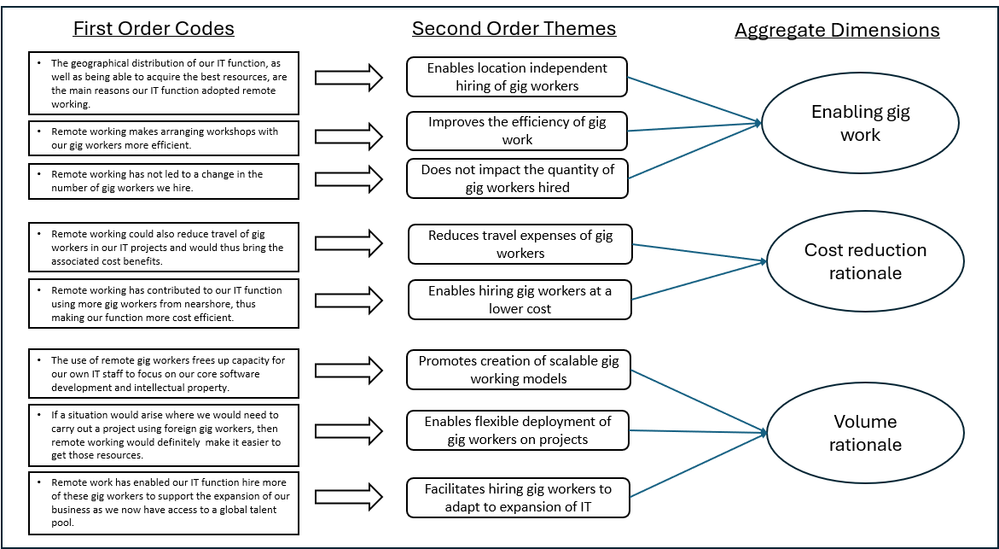 First Order Codes
Second Order Themes
Aggregate Dimensions
• The geographical distribution of our IT function, as
well as being able to acquire the best resources, are
the main reasons our IT function adopted remote
working.
Enables location independent
hiring of gig workers
• Remote working makes arranging workshops with
our gig workers more efficient.
Improves the efficiency of gig
work
• Remote working has not led to a change in the
number of gig workers we hire.
Does not impact the quantity of
gig workers hired
Enabling gig
work
• Remote working could also reduce travel of gig
workers in our IT projects and would thus bring the
associated cost benefits.
Reduces travel expenses of gig
workers
• Remote working has contributed to our IT function
using more gig workers from nearshore, thus
making our function more cost efficient.
Enables hiring gig workers at a
lower cost
Cost reduction
rationale
• The use of remote gig workers frees up capacity for
our own IT staff to focus on our core software
development and intellectual property.
Promotes creation of scalable gig
working models
• If a situation would arise where we would need to
carry out a project using foreign gig workers, then
remote working would definitely make it easier to
get those resources.
Enables flexible deployment of
gig workers on projects
• Remote work has enabled our IT function hire more
of these gig workers to support the expansion of our
business as we now have access to a global talent
pool.
Facilitates hiring gig workers to
adapt to expansion of IT
Volume
rationale